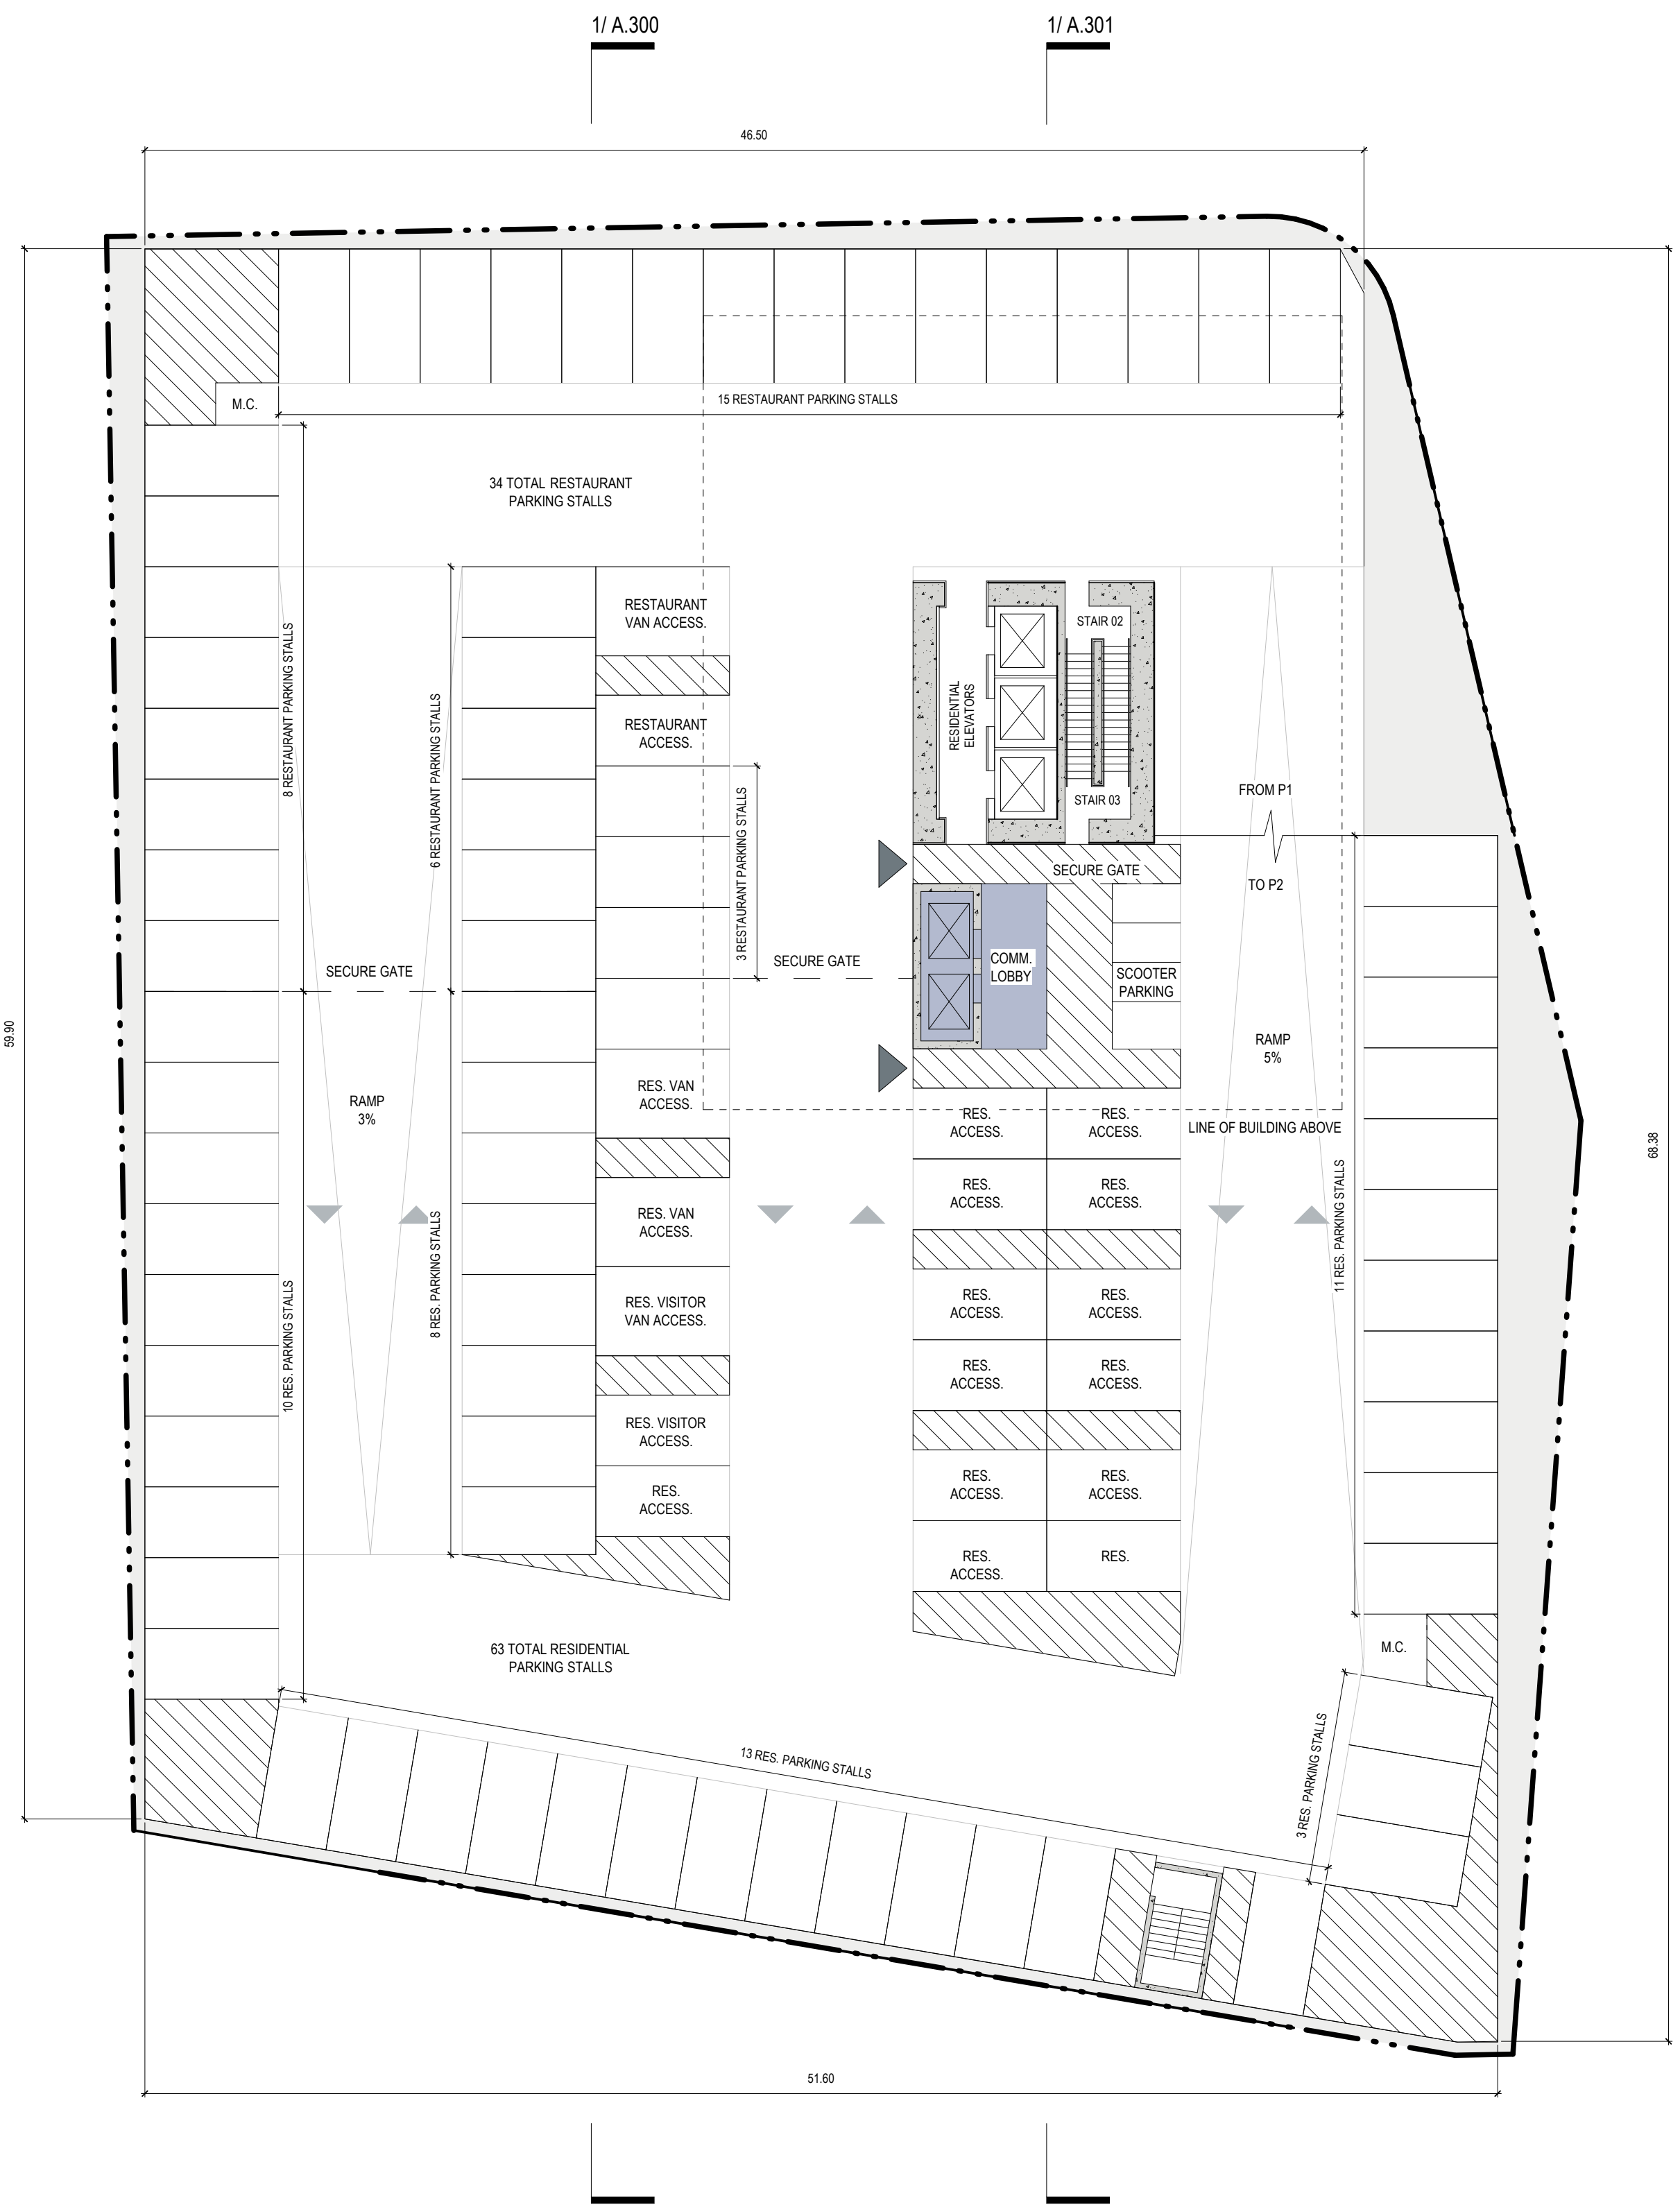 1/ A.300
1/ A.301
46.50
M.C.
15 RESTAURANT PARKING STALLS
34 TOTAL RESTAURANT
PARKING STALLS
8 RESTAURANT PARKING STALLS
6 RESTAURANT PARKING STALLS
RESTAURANT
VAN ACCESS.
RESTAURANT
ACCESS.
3 RESTAURANT PARKING STALLS
RESIDENTIAL
ELEVATORS
STAIR 02
STAIR 03
FROM P1
TO P2
SECURE GATE
SECURE GATE
SECURE GATE
COMM.
LOBBY
SCOOTER
PARKING
59.90
68.38
RAMP
3%
RAMP
5%
RES. VAN
ACCESS.
RES. VAN
ACCESS.
RES. VISITOR
VAN ACCESS.
RES. VISITOR
ACCESS.
RES.
ACCESS.
RES.
ACCESS.
RES.
ACCESS.
LINE OF BUILDING ABOVE
RES.
ACCESS.
RES.
ACCESS.
RES.
ACCESS.
RES.
ACCESS.
RES.
ACCESS.
RES.
ACCESS.
RES.
ACCESS.
RES.
ACCESS.
RES.
ACCESS.
RES.
10 RES. PARKING STALLS
8 RES. PARKING STALLS
11 RES. PARKING STALLS
63 TOTAL RESIDENTIAL
PARKING STALLS
M.C.
13 RES. PARKING STALLS
3 RES. PARKING STALLS
51.60